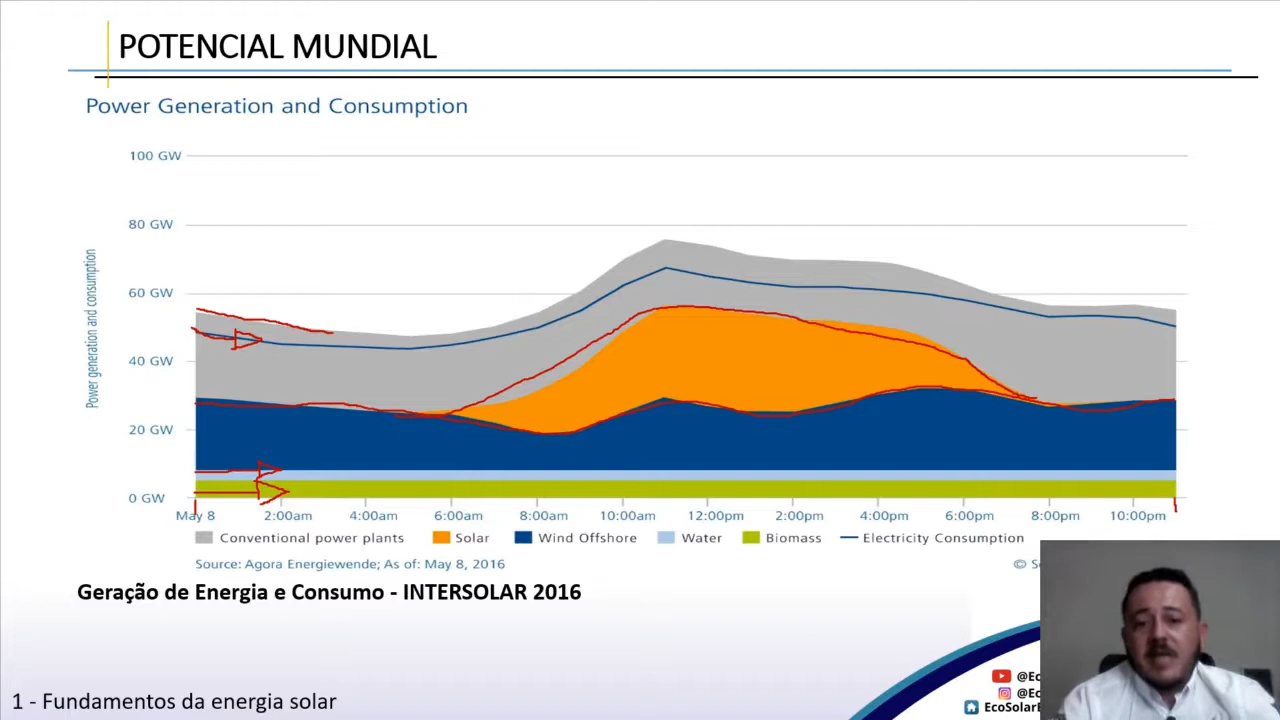 POTENCIAL MUNDIAL
Power Generation and Consumption
Power generation and consumption
100 GW
80 GW
60 GW
40 GW
20 GW
0 GW
May 8 2:00am 4:00am 6:00am 8:00am 10:00am 12:00pm 2:00pm 4:00pm 6:00pm 8:00pm 10:00pm
Conventional power plants Solar Wind Offshore Water Biomass Electricity Consumption
Source: Agora Energiewende; As of: May 8, 2016 ©
Geração de Energia e Consumo - INTERSOLAR 2016
1 - Fundamentos da energia solar